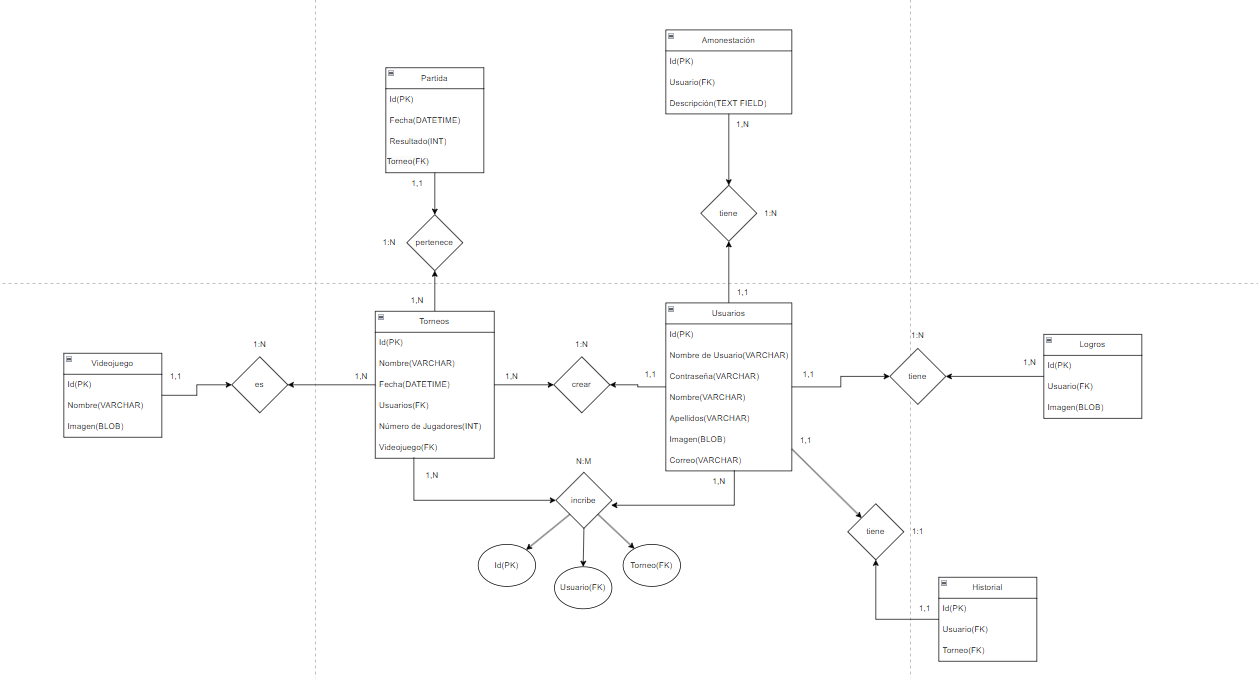 Amonestación
Id(PK)
Usuario(FK)
Descripción(TEXT FIELD)
1,N
tiene
1:N
1,1
Partida
Id(PK)
Fecha(DATETIME)
Resultado(INT)
Torneo(FK)
1,1
1:N
pertenece
1,N
Torneos
Id(PK)
Nombre(VARCHAR)
Fecha(DATETIME)
Usuarios(FK)
Número de Jugadores(INT)
Videojuego(FK)
Usuarios
Id(PK)
Nombre de Usuario(VARCHAR)
Contraseña(VARCHAR)
Nombre(VARCHAR)
Apellidos(VARCHAR)
Imagen(BLOB)
Correo(VARCHAR)
Videojuego
Id(PK)
Nombre(VARCHAR)
Imagen(BLOB)
1,1
1:N
es
1,N
1,N
1:N
crear
1,1
1,1
1:N
tiene
1,N
Logros
Id(PK)
Usuario(FK)
Imagen(BLOB)
1,N
N:M
incribe
1,N
Id(PK)
Usuario(FK)
Torneo(FK)
1,1
tiene
1:1
1,1
Historial
Id(PK)
Usuario(FK)
Torneo(FK)